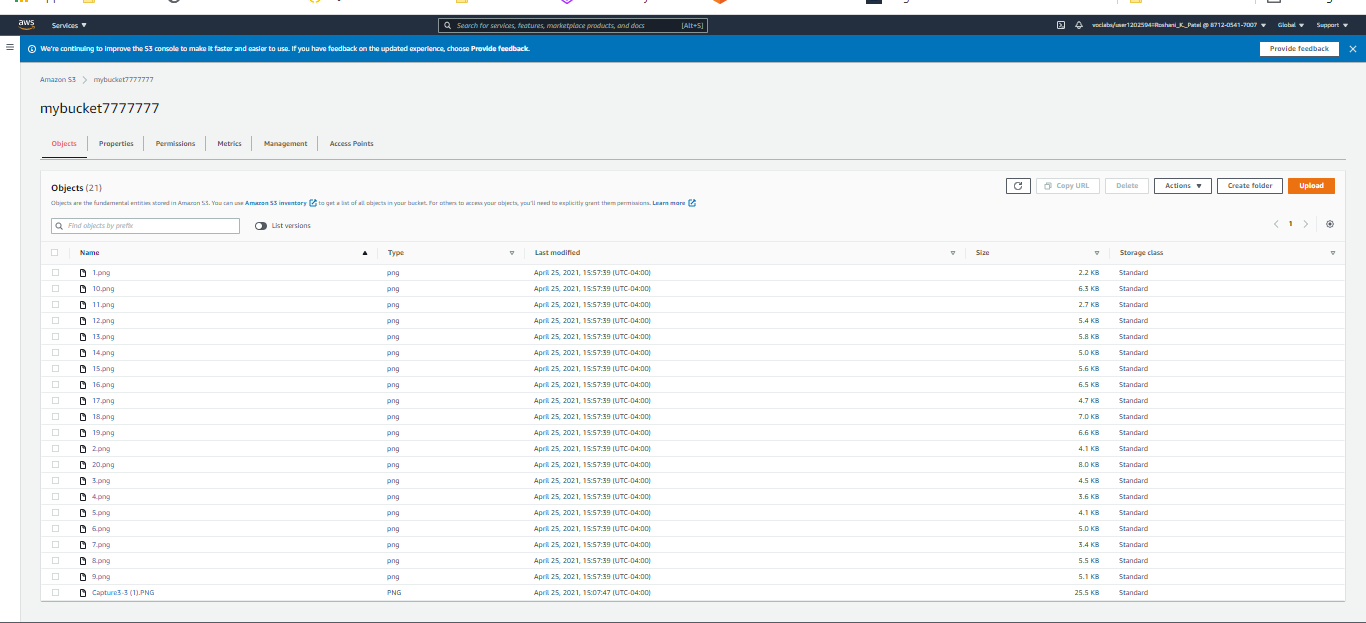 aws Services ▼ Search for services, features, marketplace products, and docs [Alt+S] voclabs/user1202594=Roshani_K._Patel @ 8712-0541-7007 ▼ Global ▼ Support ▼
We're continuing to improve the S3 console to make it faster and easier to use. If you have feedback on the updated experience, choose Provide feedback. Provide feedback
Amazon S3 > mybucket7777777
mybucket7777777
Objects Properties Permissions Metrics Management Access Points
Objects (21) Copy URL Delete Actions ▼ Create folder Upload
Objects are the fundamental entities stored in Amazon S3. You can use Amazon S3 inventory to get a list of all objects in your bucket. For others to access your objects, you'll need to explicitly grant them permissions. Learn more
Find objects by prefix List versions < 1 >
Name Type Last modified Size Storage class
1.png png April 25, 2021, 15:57:39 (UTC-04:00) 2.2 KB Standard
10.png png April 25, 2021, 15:57:39 (UTC-04:00) 6.3 KB Standard
11.png png April 25, 2021, 15:57:39 (UTC-04:00) 2.7 KB Standard
12.png png April 25, 2021, 15:57:39 (UTC-04:00) 5.4 KB Standard
13.png png April 25, 2021, 15:57:39 (UTC-04:00) 5.8 KB Standard
14.png png April 25, 2021, 15:57:39 (UTC-04:00) 5.0 KB Standard
15.png png April 25, 2021, 15:57:39 (UTC-04:00) 5.6 KB Standard
16.png png April 25, 2021, 15:57:39 (UTC-04:00) 6.5 KB Standard
17.png png April 25, 2021, 15:57:39 (UTC-04:00) 4.7 KB Standard
18.png png April 25, 2021, 15:57:39 (UTC-04:00) 7.0 KB Standard
19.png png April 25, 2021, 15:57:39 (UTC-04:00) 6.6 KB Standard
2.png png April 25, 2021, 15:57:39 (UTC-04:00) 4.1 KB Standard
20.png png April 25, 2021, 15:57:39 (UTC-04:00) 8.0 KB Standard
3.png png April 25, 2021, 15:57:39 (UTC-04:00) 4.5 KB Standard
4.png png April 25, 2021, 15:57:39 (UTC-04:00) 3.6 KB Standard
5.png png April 25, 2021, 15:57:39 (UTC-04:00) 4.1 KB Standard
6.png png April 25, 2021, 15:57:39 (UTC-04:00) 5.0 KB Standard
7.png png April 25, 2021, 15:57:39 (UTC-04:00) 3.4 KB Standard
8.png png April 25, 2021, 15:57:39 (UTC-04:00) 5.5 KB Standard
9.png png April 25, 2021, 15:57:39 (UTC-04:00) 5.1 KB Standard
Capture3-3 (1).PNG PNG April 25, 2021, 15:07:47 (UTC-04:00) 25.5 KB Standard